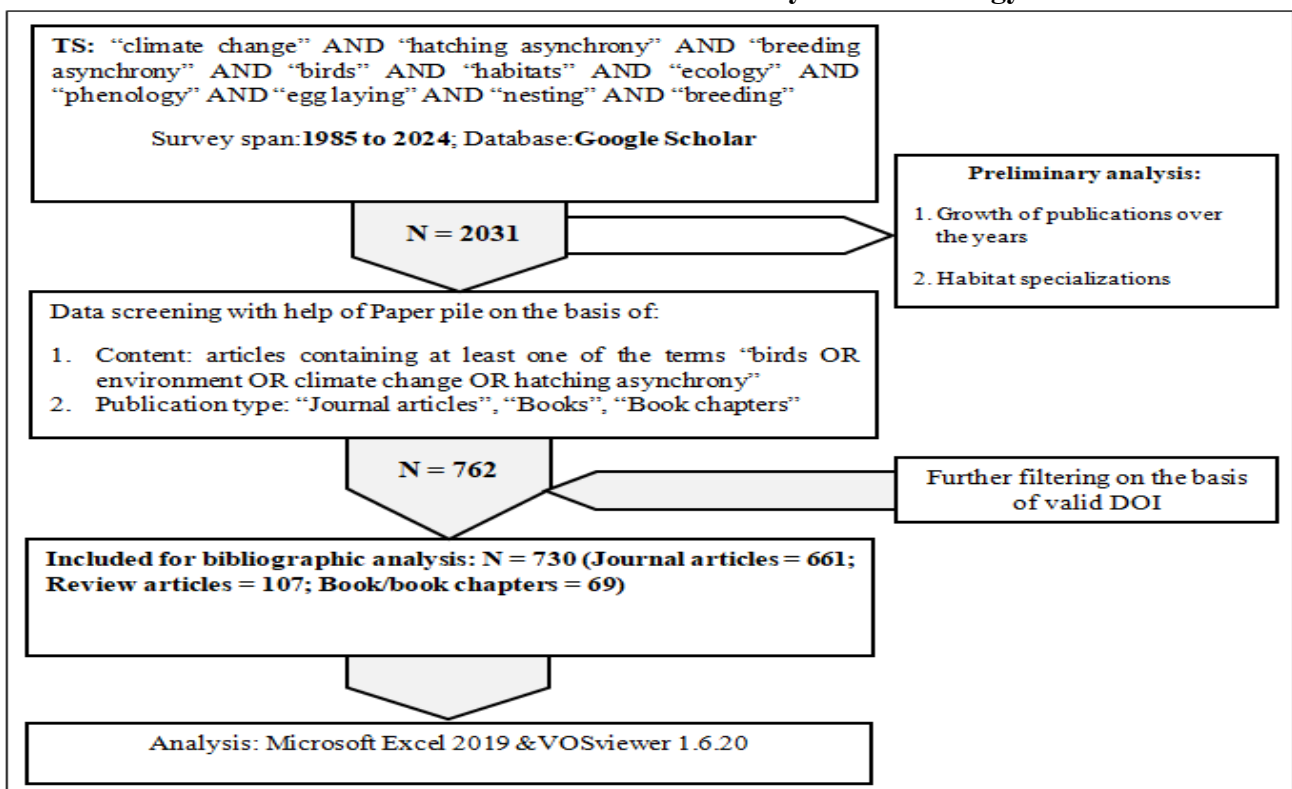 TS: “climate change” AND “hatching asynchrony” AND “breeding
asynchrony” AND “birds” AND “habitats” AND “ecology” AND
“phenology” AND “egg laying” AND “nesting” AND “breeding”
Survey span:1985 to 2024; Database:Google Scholar
N = 2031
Preliminary analysis:
1. Growth of publications over
the years
2. Habitat specializations
Data screening with help of Paper pile on the basis of:
1. Content: articles containing at least one of the terms “birds OR
environment OR climate change OR hatching asynchrony”
2. Publication type: “Journal articles”, “Books”, “Book chapters”
N = 762
Further filtering on the basis
of valid DOI
Included for bibliographic analysis: N = 730 (Journal articles = 661;
Review articles = 107; Book/book chapters = 69)
Analysis: Microsoft Excel 2019 &VOSviewer 1.6.20